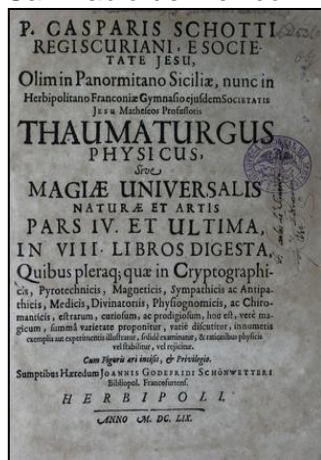 P. GASPARIS SCHOTTI
REGISCURIANI, E SOCIE-
TATE JESU,
Olim in Panormitano Siciliæ, nunc in
Herbipolitano Franconiæ Gymnasio ejusdem SOCIETATIS
JESU Matheseos Professoris
THAUMATURGUS
PHYSICUS,
Sive
MAGIÆ UNIVERSALIS
NATURÆ ET ARTIS
PARS IV. ET ULTIMA,
IN VIII. LIBROS DIGESTA,
Quibus pleraq; quæ in Cryptographi-
cis, Pyrotechnicis, Magneticis, Sympathicis ac Antipa-
thicis, Medicis, Divinatoriis, Physiognomicis, ac Chiro-
manticis, est rarum, curiosum, ac prodigiosum, hoc est, verè ma-
gicum, summâ varietate proponitur, variè discutitur, innumeris
exemplis aut experimentis illustratur, solidè examinatur, & rationibus physicis
vel stabilitur, vel rejicitur.
Cum Figuris æri incisis, & Privilegio.
Sumptibus Hæredum JOANNIS GODEFRIDI SCHÖNWETTERI
Bibliopol. Francofurtens.
HERBIPOLI,
ANNO M. DC. LIX.